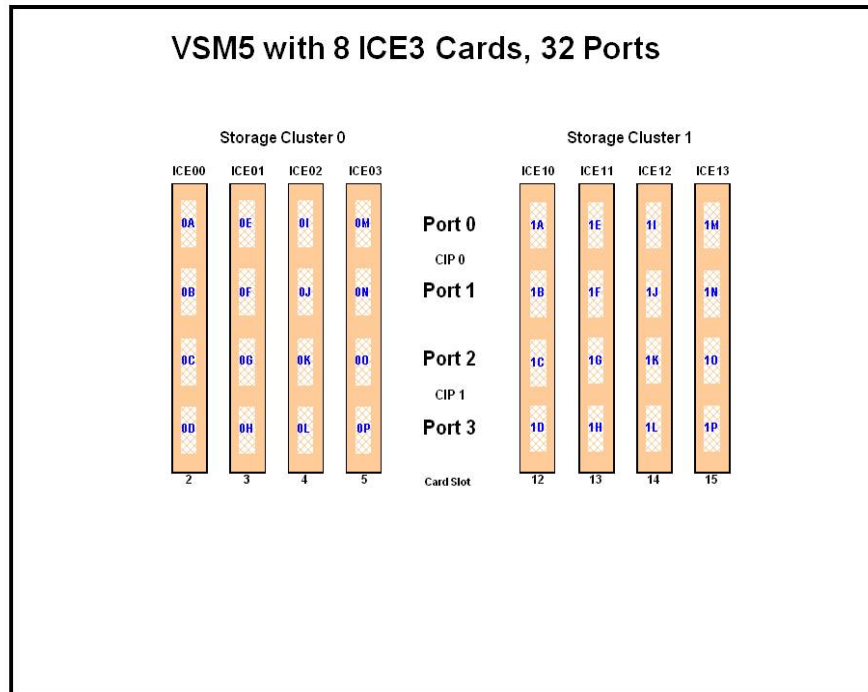 VSM5 with 8 ICE3 Cards, 32 Ports
Storage Cluster 0 Storage Cluster 1
ICE00 ICE01 ICE02 ICE03 ICE10 ICE11 ICE12 ICE13
0A 0E 0I 0M Port 0 1A 1E 1I 1M
CIP 0
0B 0F 0J 0N Port 1 1B 1F 1J 1N
0C 0G 0K 0O Port 2 1C 1G 1K 1O
CIP 1
0D 0H 0L 0P Port 3 1D 1H 1L 1P
2 3 4 5 Card Slot 12 13 14 15